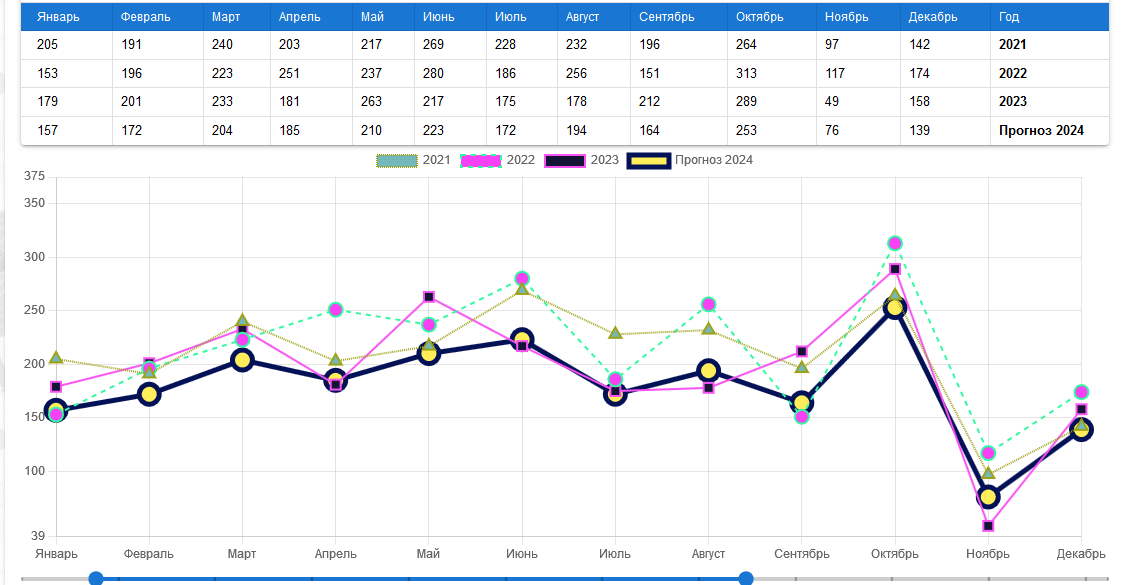 Январь Февраль Март Апрель Май Июнь Июль Август Сентябрь Октябрь Ноябрь Декабрь Год
205 191 240 203 217 269 228 232 196 264 97 142 2021
153 196 223 251 237 280 186 256 151 313 117 174 2022
179 201 233 181 263 217 175 178 212 289 49 158 2023
157 172 204 185 210 223 172 194 164 253 76 139 Прогноз 2024
2021 2022 2023 Прогноз 2024
375
350
300
250
200
150
100
39
Январь Февраль Март Апрель Май Июнь Июль Август Сентябрь Октябрь Ноябрь Декабрь